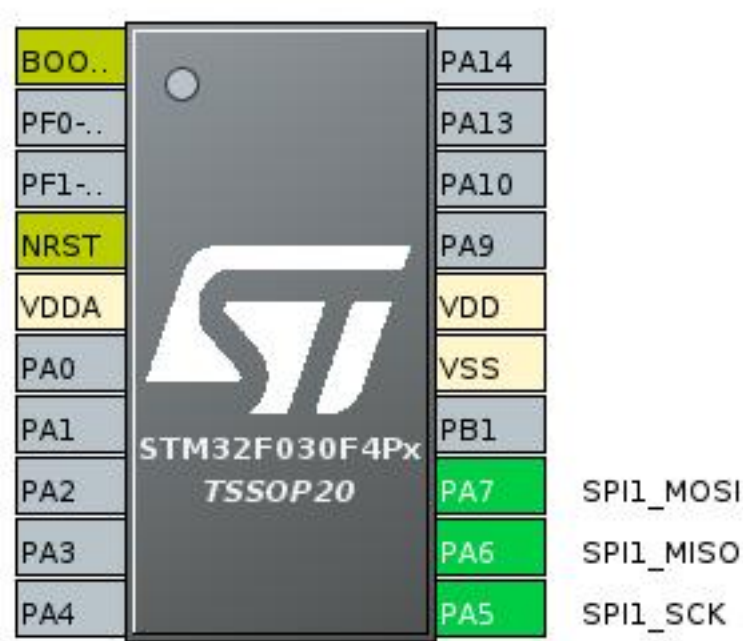 BOO..
PF0-..
PF1-..
NRST
VDDA
PA0
PA1
PA2
PA3
PA4
STM32F030F4Px
TSSOP20
PA14
PA13
PA10
PA9
VDD
VSS
PB1
PA7 SPI1_MOSI
PA6 SPI1_MISO
PA5 SPI1_SCK